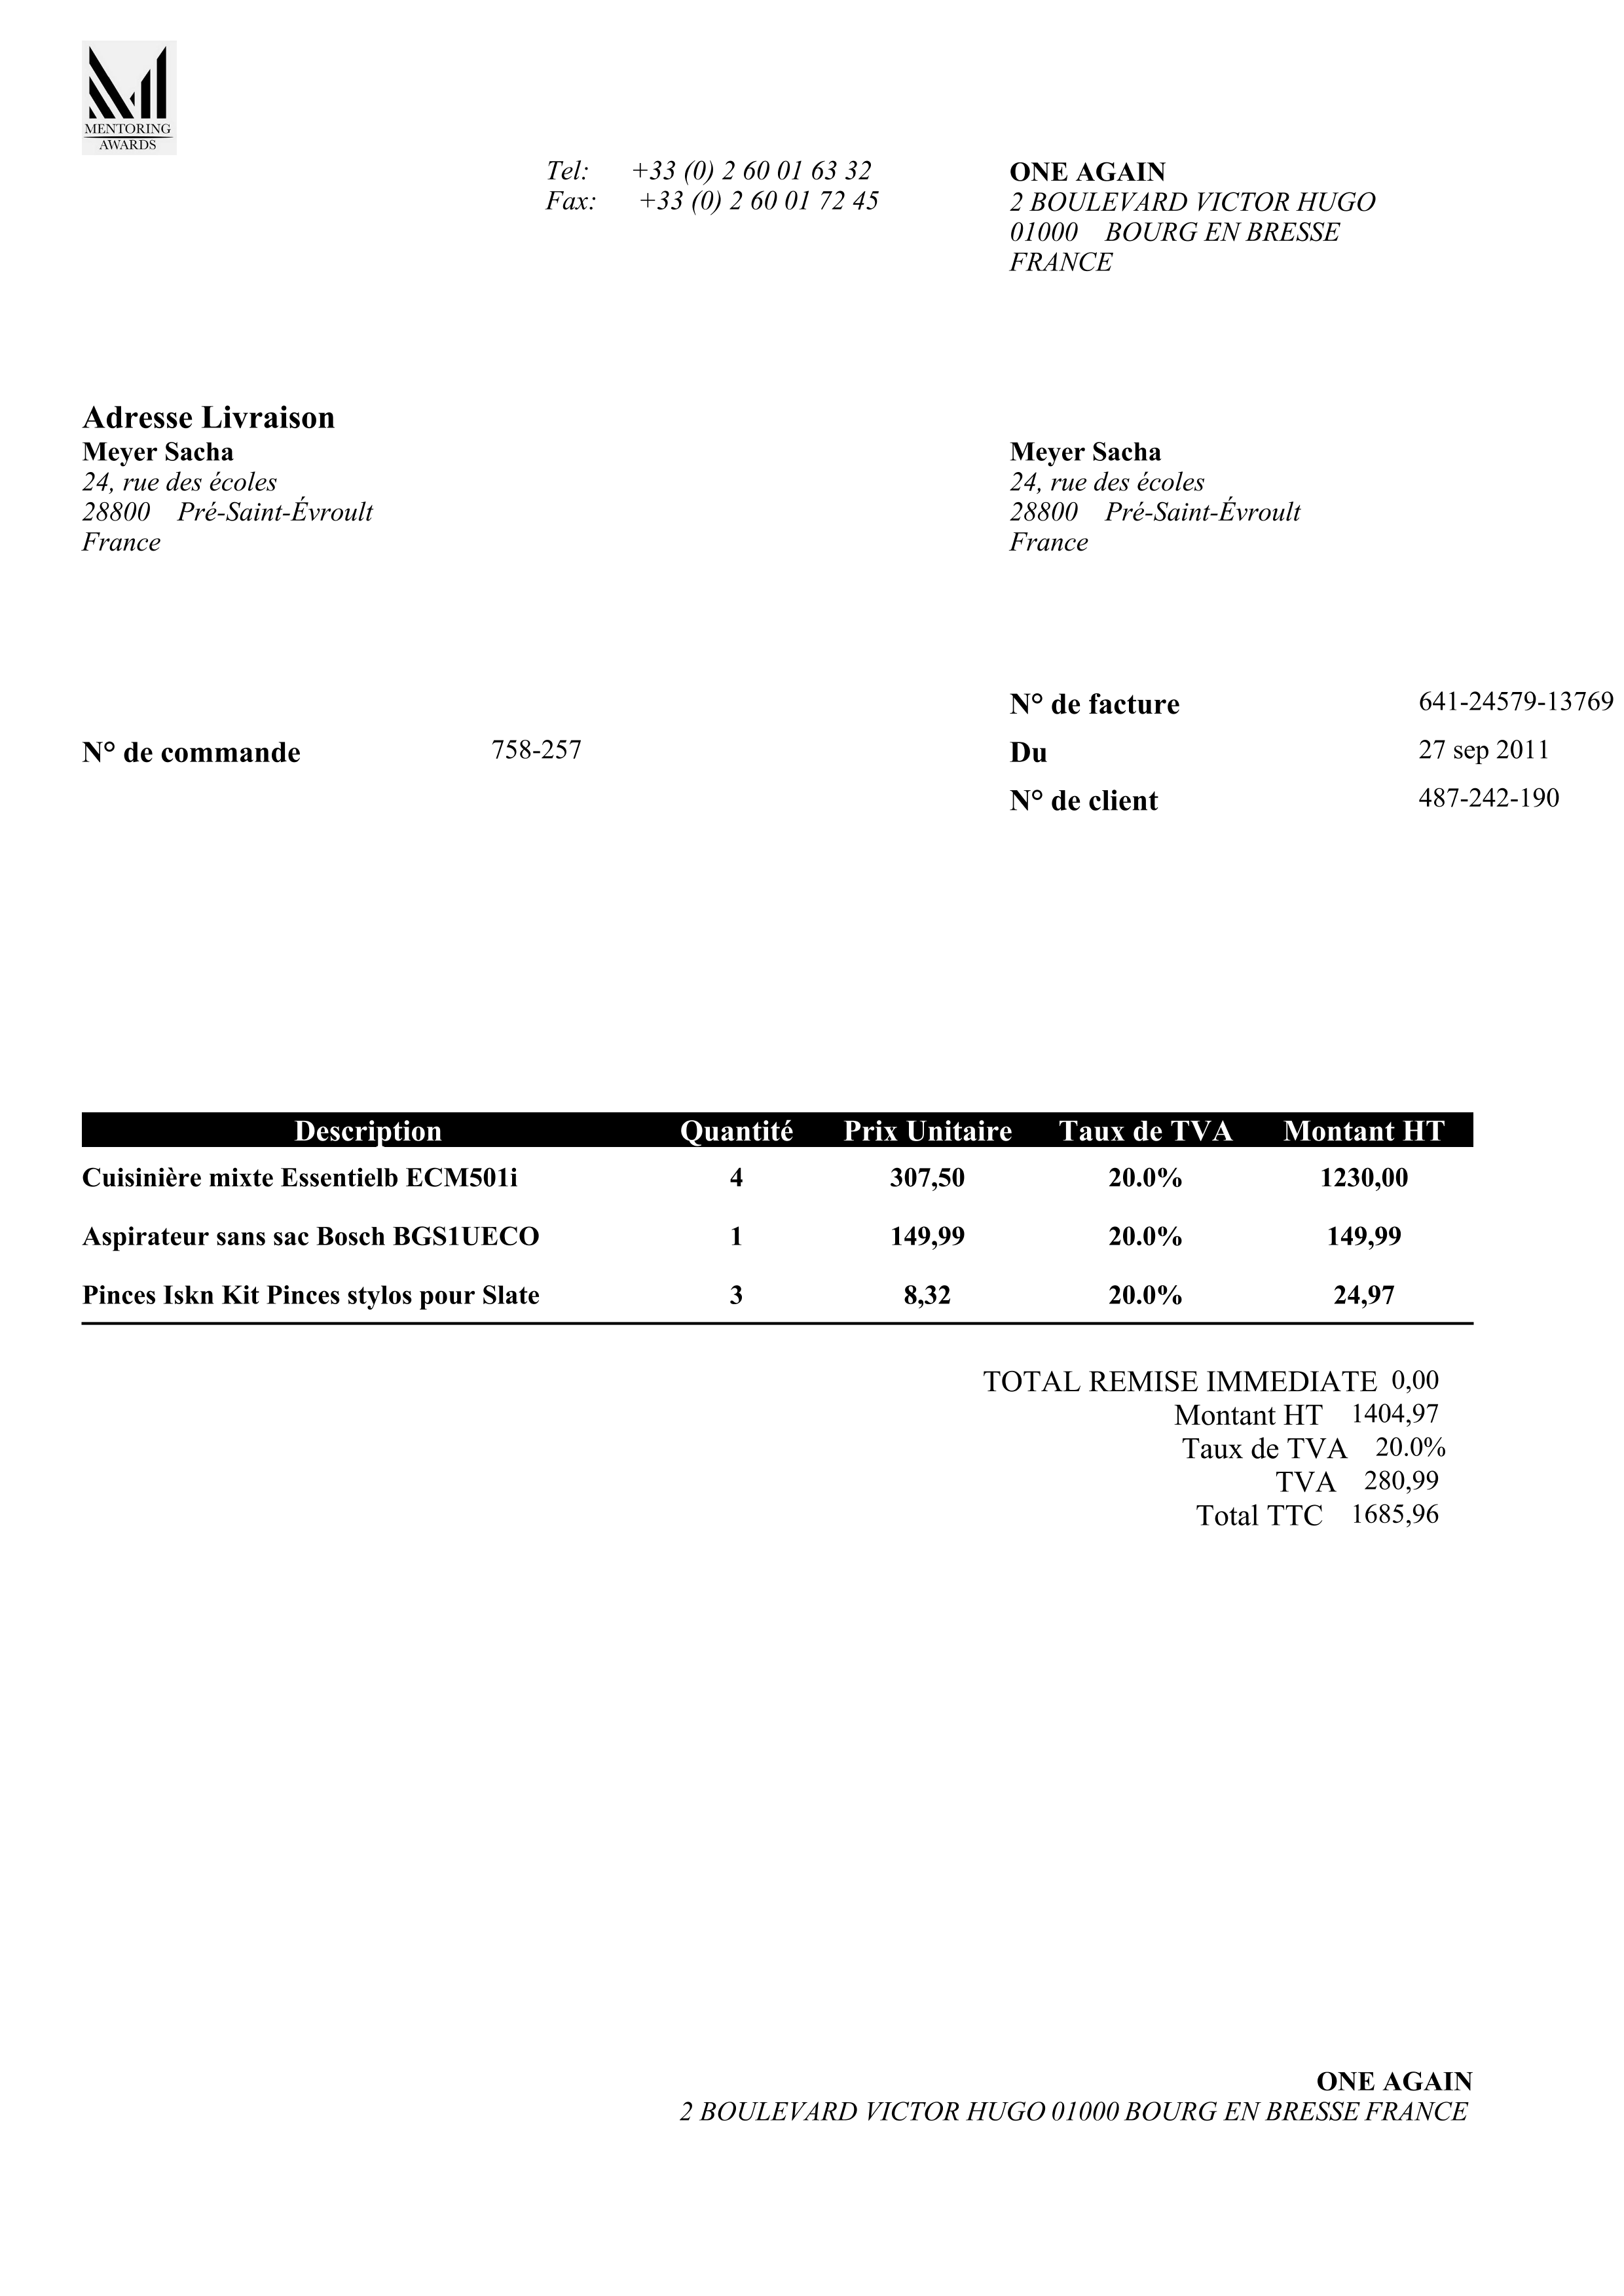 MENTORING
AWARDS
Tel: +33 (0) 2 60 01 63 32
Fax: +33 (0) 2 60 01 72 45
ONE AGAIN
2 BOULEVARD VICTOR HUGO
01000 BOURG EN BRESSE
FRANCE
Adresse Livraison
Meyer Sacha
24, rue des écoles
28800 Pré-Saint-Évroult
France
Meyer Sacha
24, rue des écoles
28800 Pré-Saint-Évroult
France
N° de facture 641-24579-13769
N° de commande 758-257
Du 27 sep 2011
N° de client 487-242-190
Description Quantité Prix Unitaire Taux de TVA Montant HT
Cuisinière mixte Essentielb ECM501i 4 307,50 20.0% 1230,00
Aspirateur sans sac Bosch BGS1UECO 1 149,99 20.0% 149,99
Pinces Iskn Kit Pinces stylos pour Slate 3 8,32 20.0% 24,97
TOTAL REMISE IMMEDIATE 0,00
Montant HT 1404,97
Taux de TVA 20.0%
TVA 280,99
Total TTC 1685,96
ONE AGAIN
2 BOULEVARD VICTOR HUGO 01000 BOURG EN BRESSE FRANCE